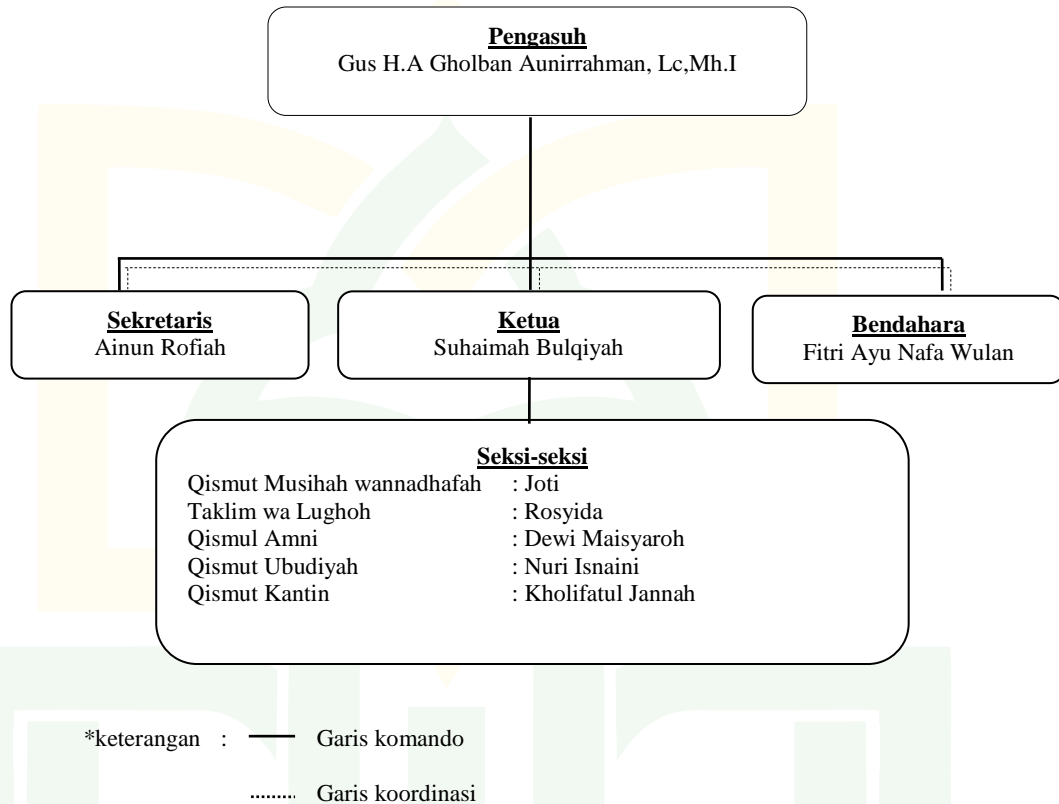 Pengasuh
Gus H.A Gholban Aunirrahman, Lc,Mh.I
Sekretaris
Ainun Rofiah
Ketua
Suhaimah Bulqiyah
Bendahara
Fitri Ayu Nafa Wulan
Seksi-seksi
Qismut Musihah wannadhafah : Joti
Taklim wa Lughoh : Rosyida
Qismul Amni : Dewi Maisyaroh
Qismut Ubudiyah : Nuri Isnaini
Qismut Kantin : Kholifatul Jannah
*keterangan : Garis komando
Garis koordinasi